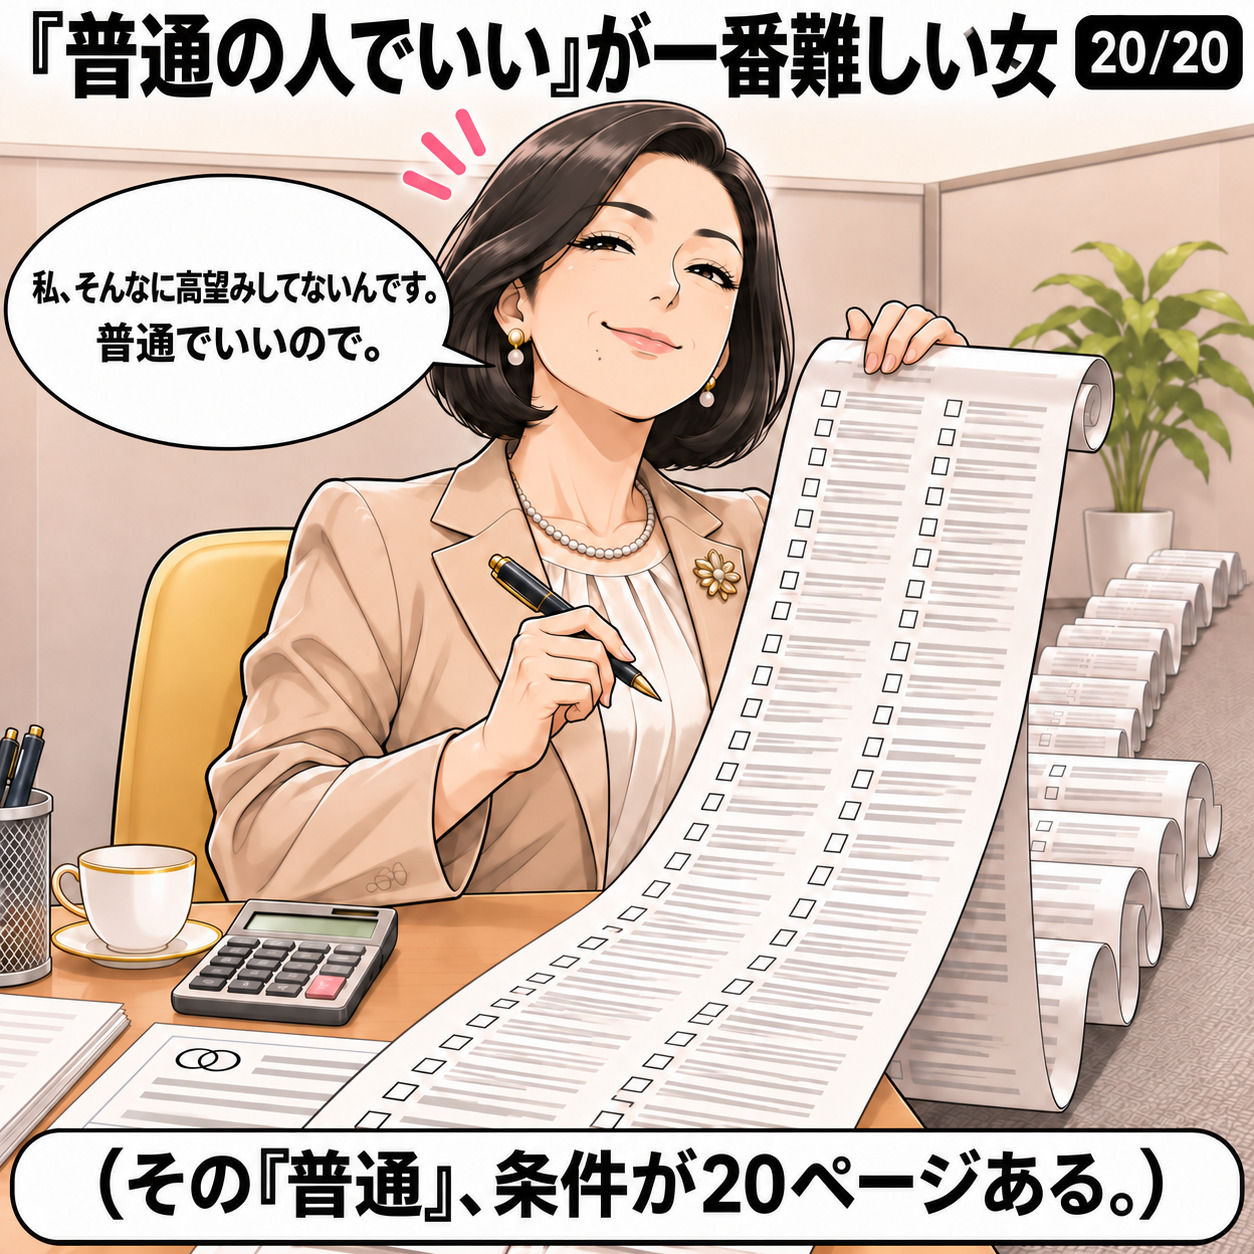 『普通の人でいい』が一番難しい女
20/20
私、そんなに高望みしてないんです。
普通でいいので。
(その『普通』、条件が20ページある。)